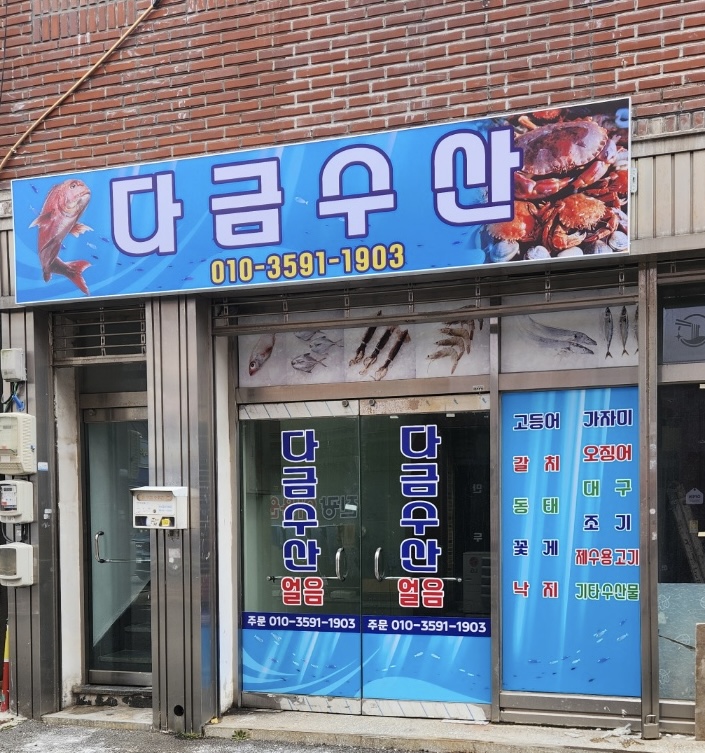 다금수산
010-3591-1903
다금수산
얼음
주문 010-3591-1903
다금수산
얼음
주문 010-3591-1903
고등어 가자미
갈치 오징어
동태 대구
꽃게 조기
낙지 제수용고기
기타수산물